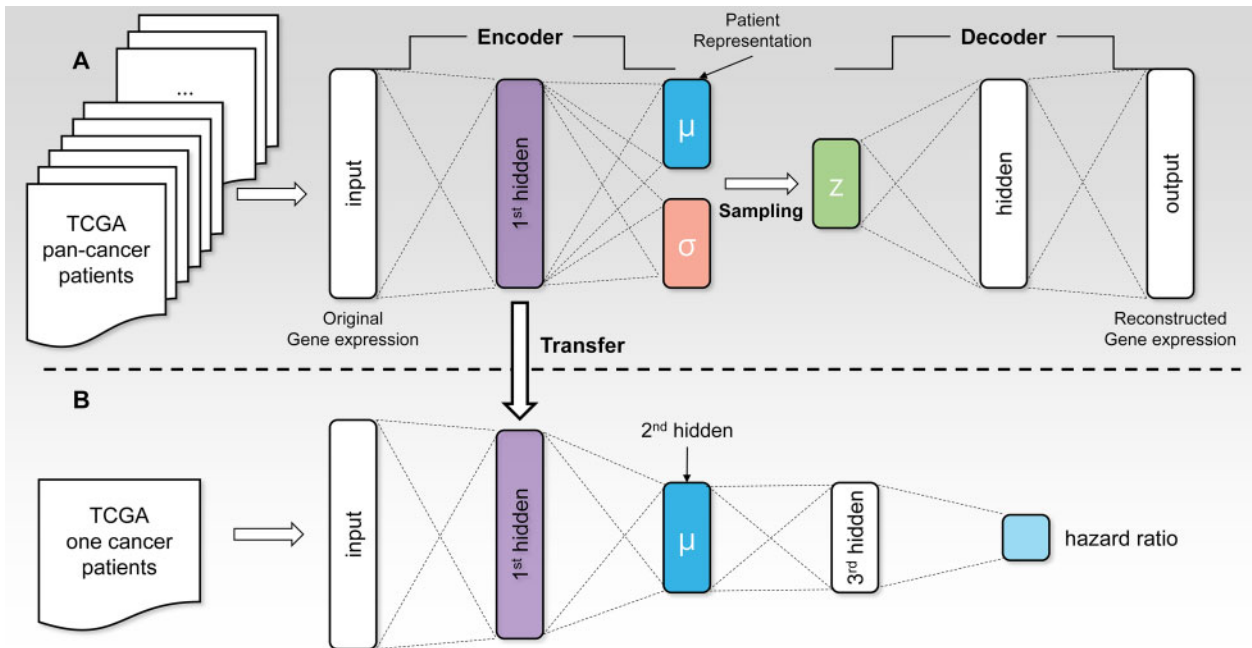 A
Encoder
Patient
Representation
Decoder
...
TCGA
pan-cancer
patients
input
1st hidden
μ
σ
Sampling
z
hidden
output
Original
Gene expression
Reconstructed
Gene expression
Transfer
B
TCGA
one cancer
patients
input
1st hidden
2nd hidden
μ
3rd hidden
hazard ratio